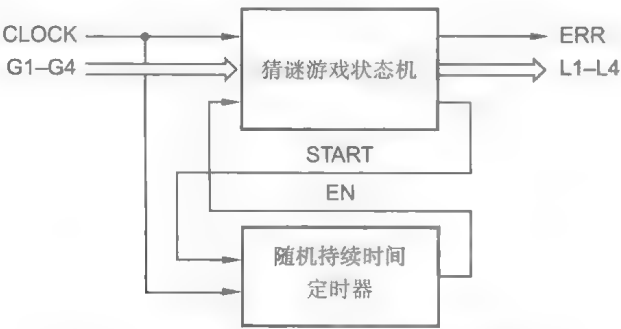 CLOCK
G1–G4
猜谜游戏状态机
ERR
L1–L4
START
EN
随机持续时间
定时器